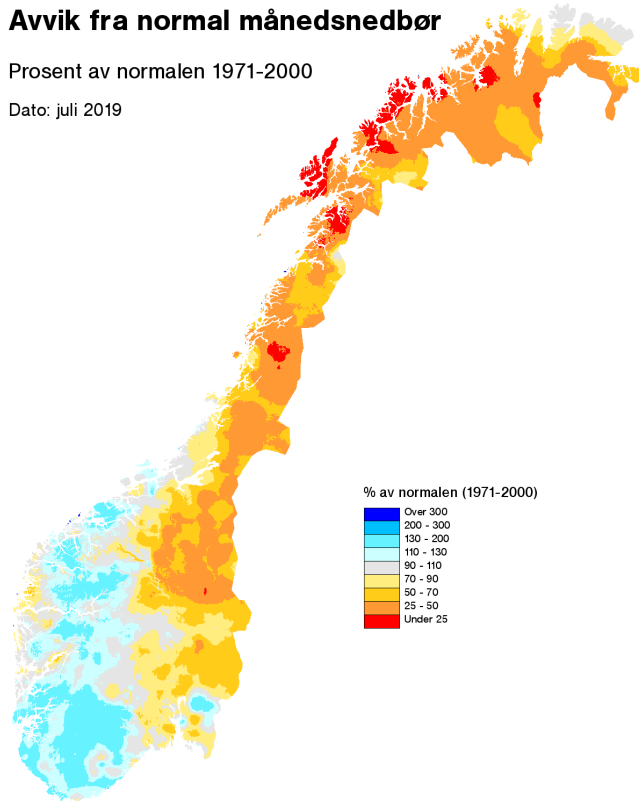 Avvik fra normal månedsnedbør
Prosent av normalen 1971-2000
Dato: juli 2019
% av normalen (1971-2000)
Over 300
200 - 300
130 - 200
110 - 130
90 - 110
70 - 90
50 - 70
25 - 50
Under 25